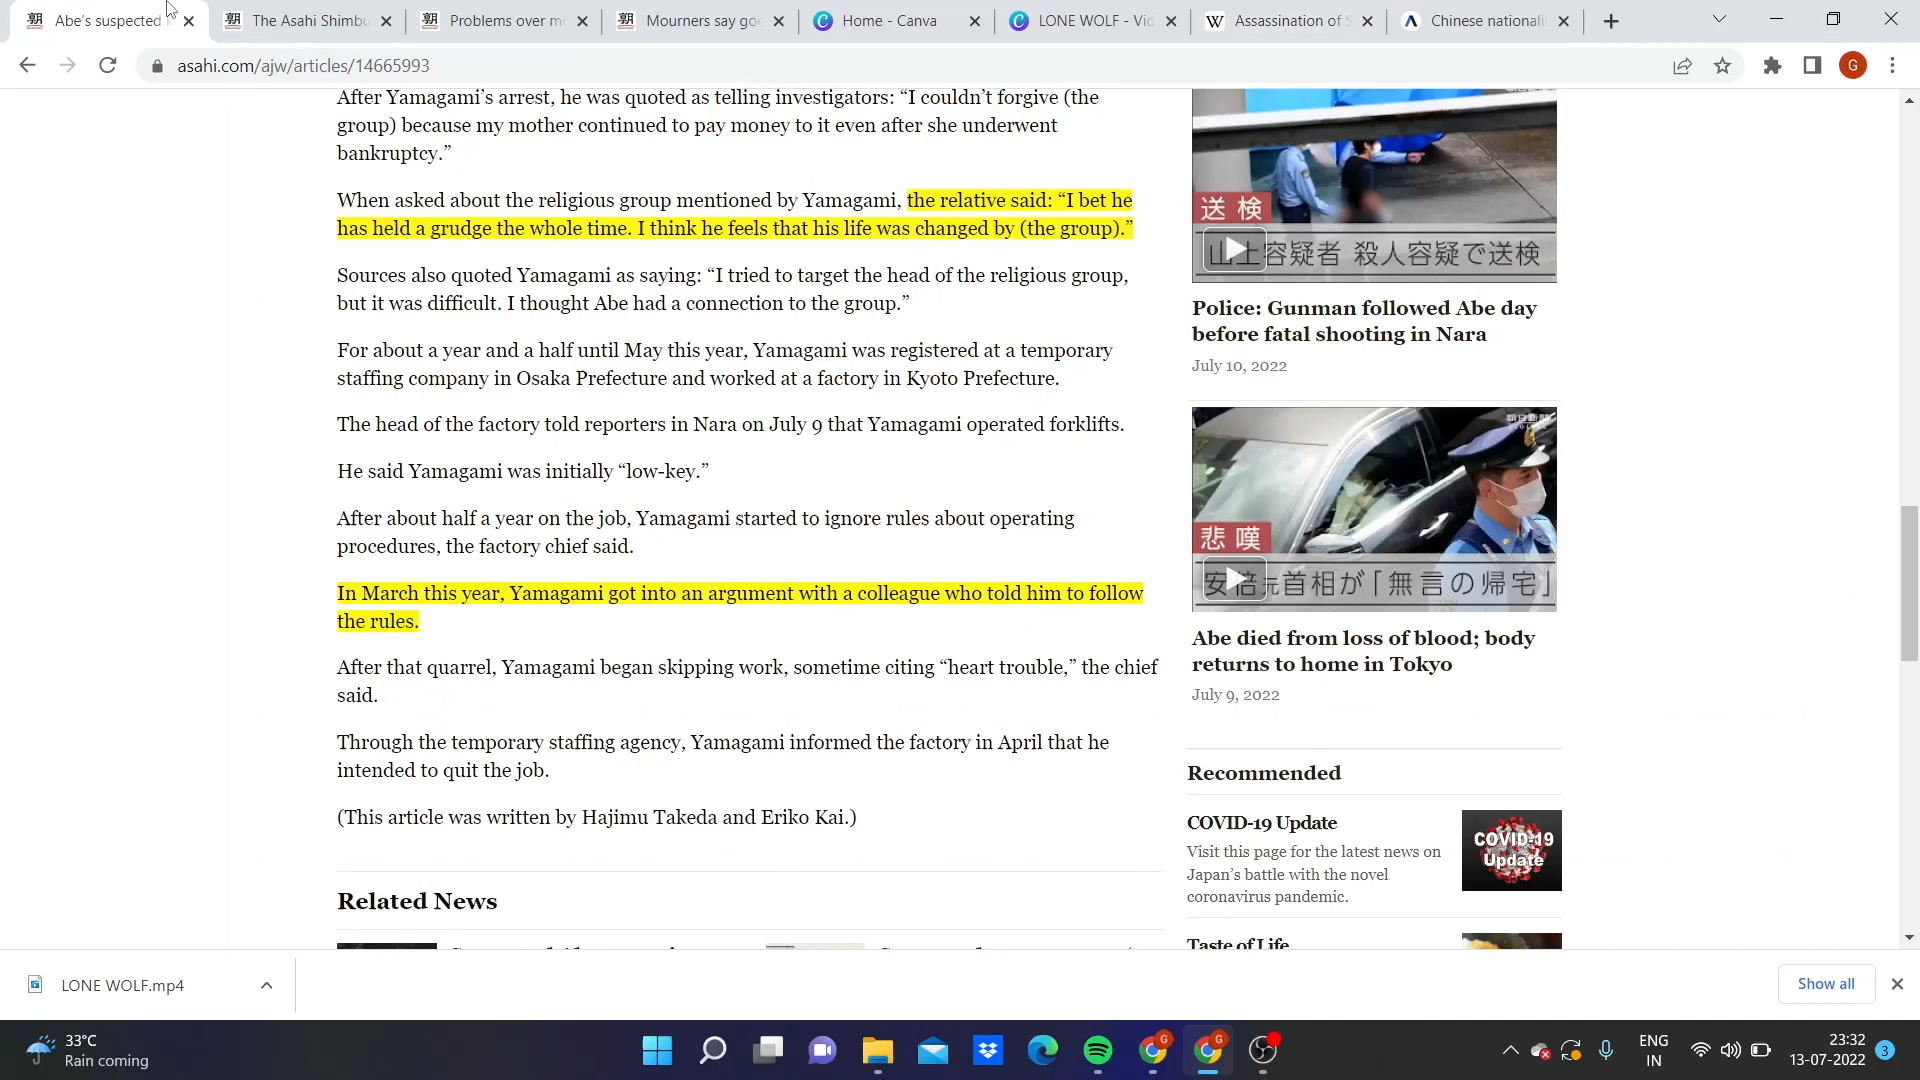 Abe's suspected
The Asahi Shimbu
Problems over m
Mourners say goo
Home - Canva
LONE WOLF - Vid
Assassination of S
Chinese nationali
asahi.com/ajw/articles/14665993
G
After Yamagami's arrest, he was quoted as telling investigators: “I couldn't forgive (the
group) because my mother continued to pay money to it even after she underwent
bankruptcy.”
When asked about the religious group mentioned by Yamagami, the relative said: “I bet he
has held a grudge the whole time. I think he feels that his life was changed by (the group).”
Sources also quoted Yamagami as saying: “I tried to target the head of the religious group,
but it was difficult. I thought Abe had a connection to the group.”
For about a year and a half until May this year, Yamagami was registered at a temporary
staffing company in Osaka Prefecture and worked at a factory in Kyoto Prefecture.
The head of the factory told reporters in Nara on July 9 that Yamagami operated forklifts.
He said Yamagami was initially “low-key.”
After about half a year on the job, Yamagami started to ignore rules about operating
procedures, the factory chief said.
In March this year, Yamagami got into an argument with a colleague who told him to follow
the rules.
After that quarrel, Yamagami began skipping work, sometime citing “heart trouble,” the chief
said.
Through the temporary staffing agency, Yamagami informed the factory in April that he
intended to quit the job.
(This article was written by Hajimu Takeda and Eriko Kai.)
Related News
送検
山上容疑者 殺人容疑で送検
Police: Gunman followed Abe day
before fatal shooting in Nara
July 10, 2022
悲嘆
安倍元首相が「無言の帰宅」
Abe died from loss of blood; body
returns to home in Tokyo
July 9, 2022
Recommended
COVID-19 Update
Visit this page for the latest news on
Japan's battle with the novel
coronavirus pandemic.
COVID-19
Update
Taste of Life
LONE WOLF.mp4
Show all
33°C
Rain coming
ENG
IN
23:32
13-07-2022
3